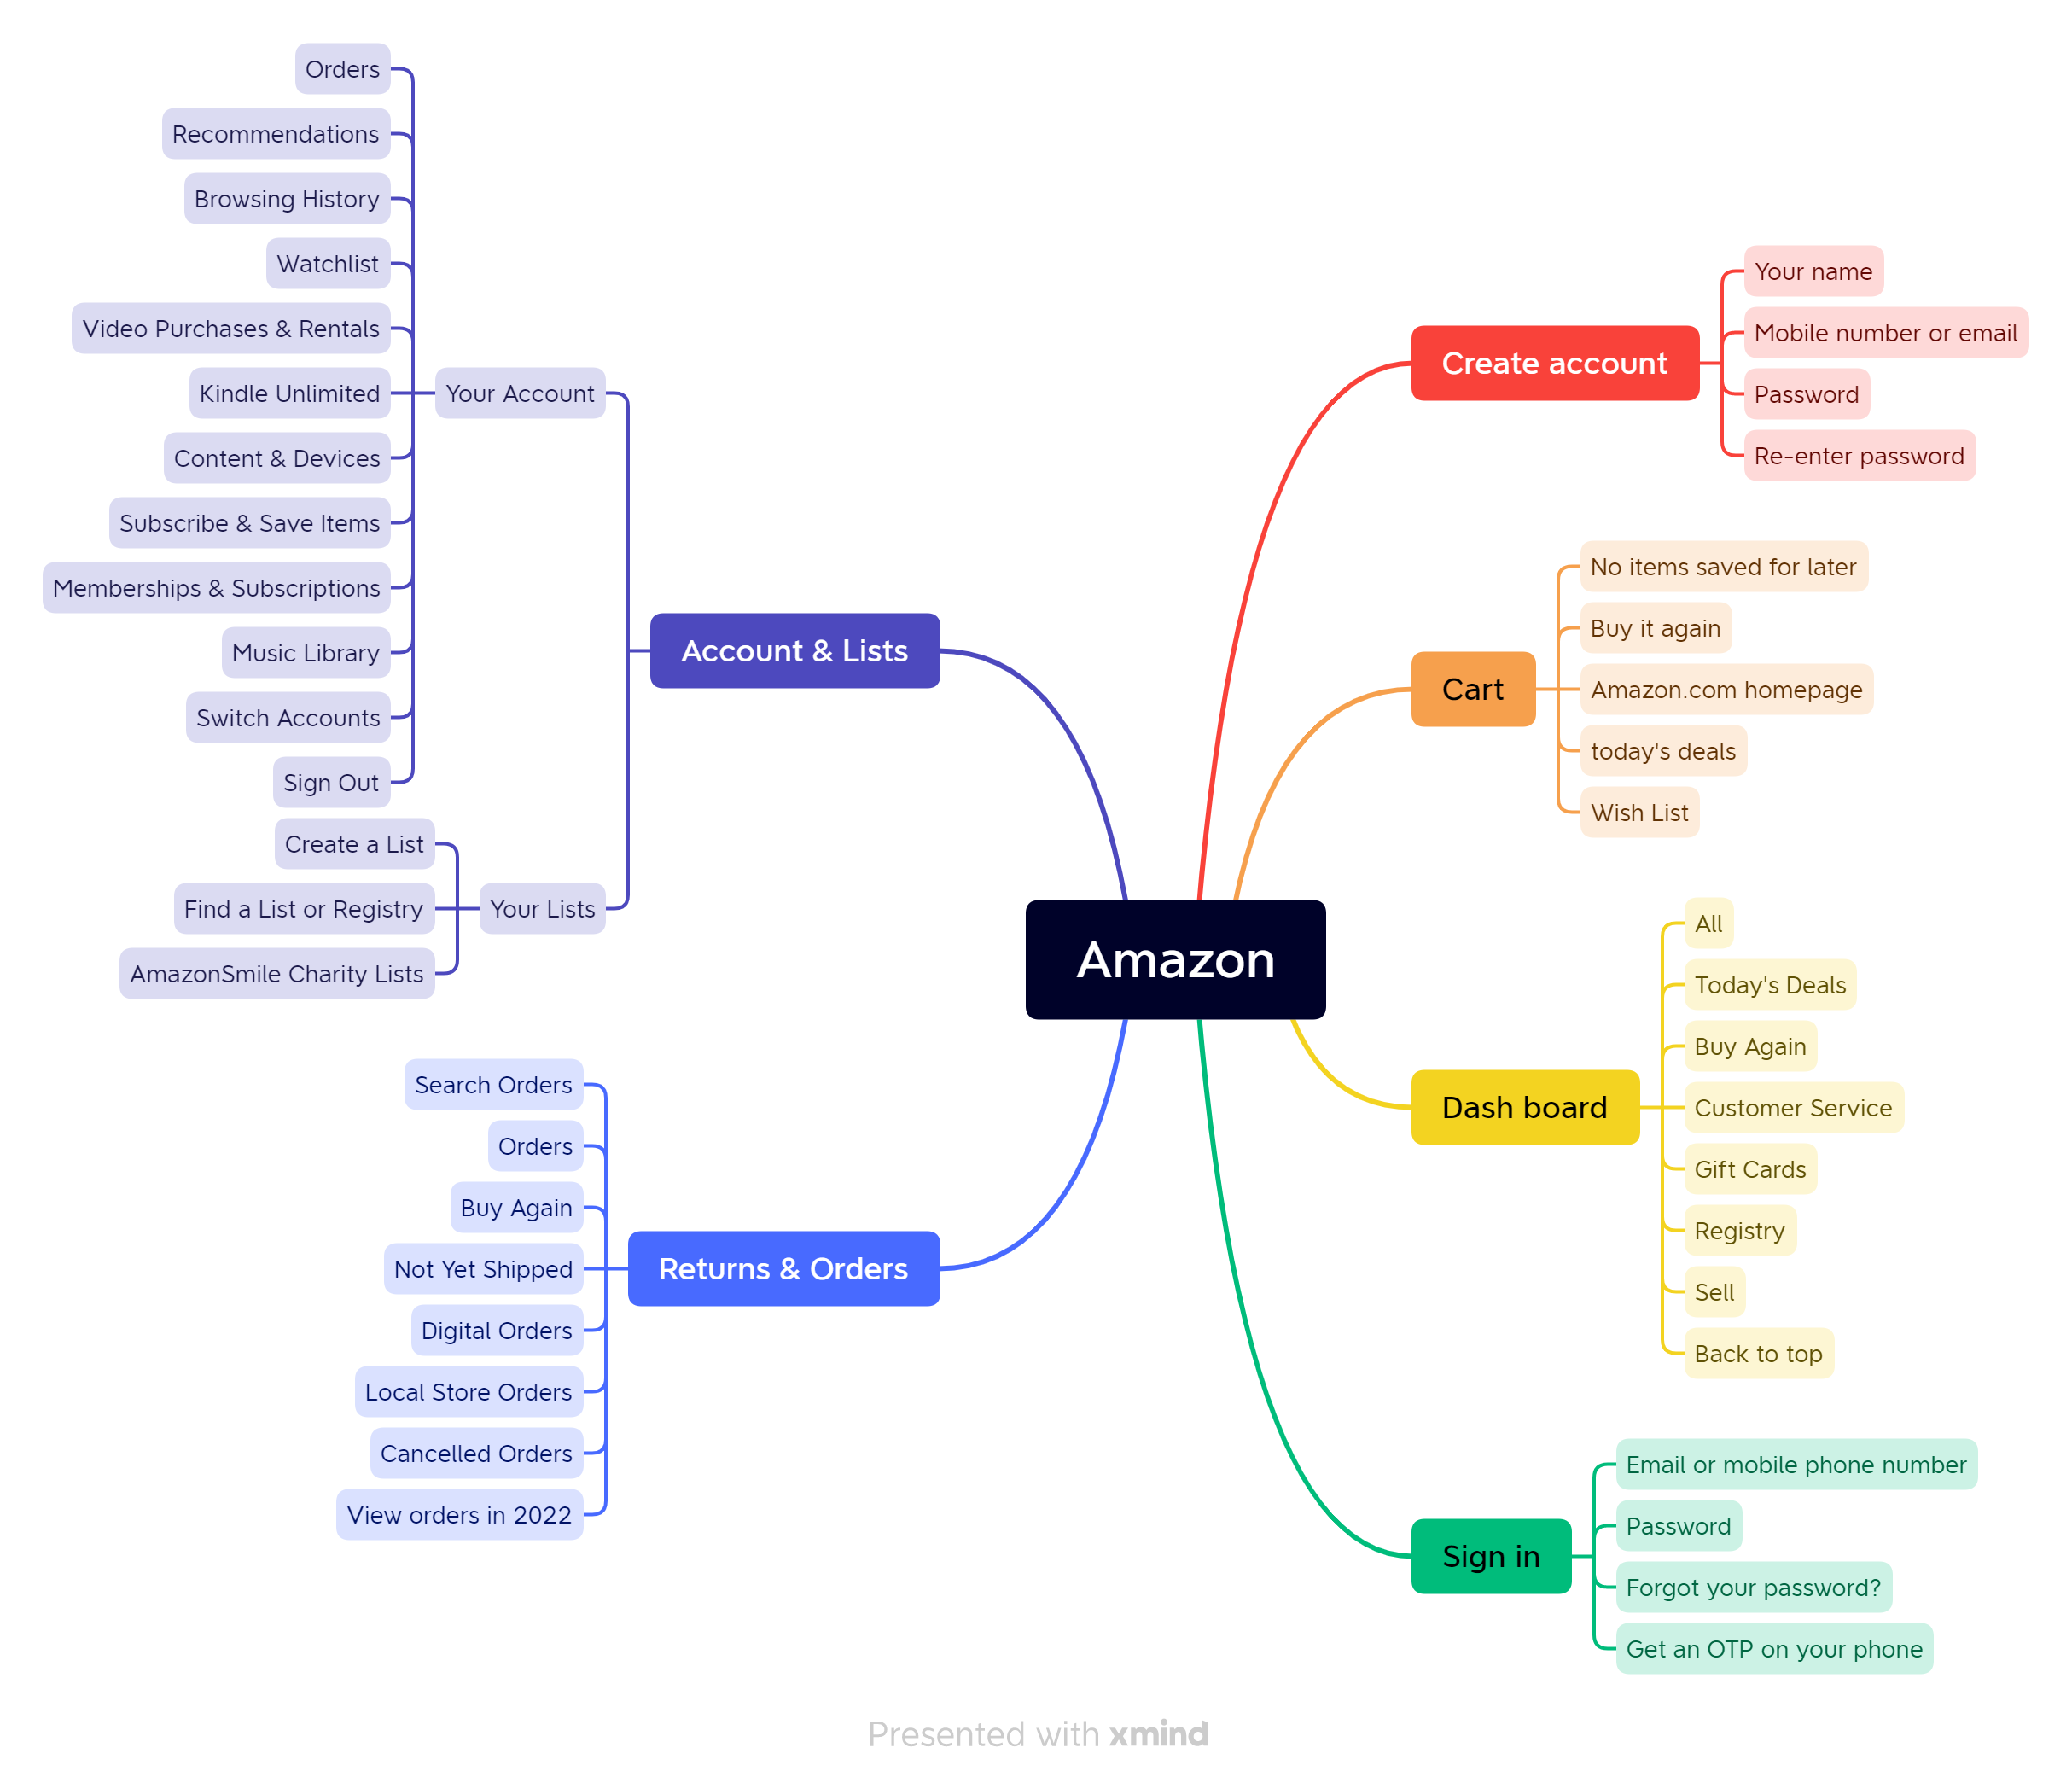 Amazon
Create account
Your name
Mobile number or email
Password
Re-enter password
Cart
No items saved for later
Buy it again
Amazon.com homepage
today's deals
Wish List
Dash board
All
Today's Deals
Buy Again
Customer Service
Gift Cards
Registry
Sell
Back to top
Sign in
Email or mobile phone number
Password
Forgot your password?
Get an OTP on your phone
Account & Lists
Your Account
Orders
Recommendations
Browsing History
Watchlist
Video Purchases & Rentals
Kindle Unlimited
Content & Devices
Subscribe & Save Items
Memberships & Subscriptions
Music Library
Switch Accounts
Sign Out
Your Lists
Create a List
Find a List or Registry
AmazonSmile Charity Lists
Returns & Orders
Search Orders
Orders
Buy Again
Not Yet Shipped
Digital Orders
Local Store Orders
Cancelled Orders
View orders in 2022
Presented with xmind